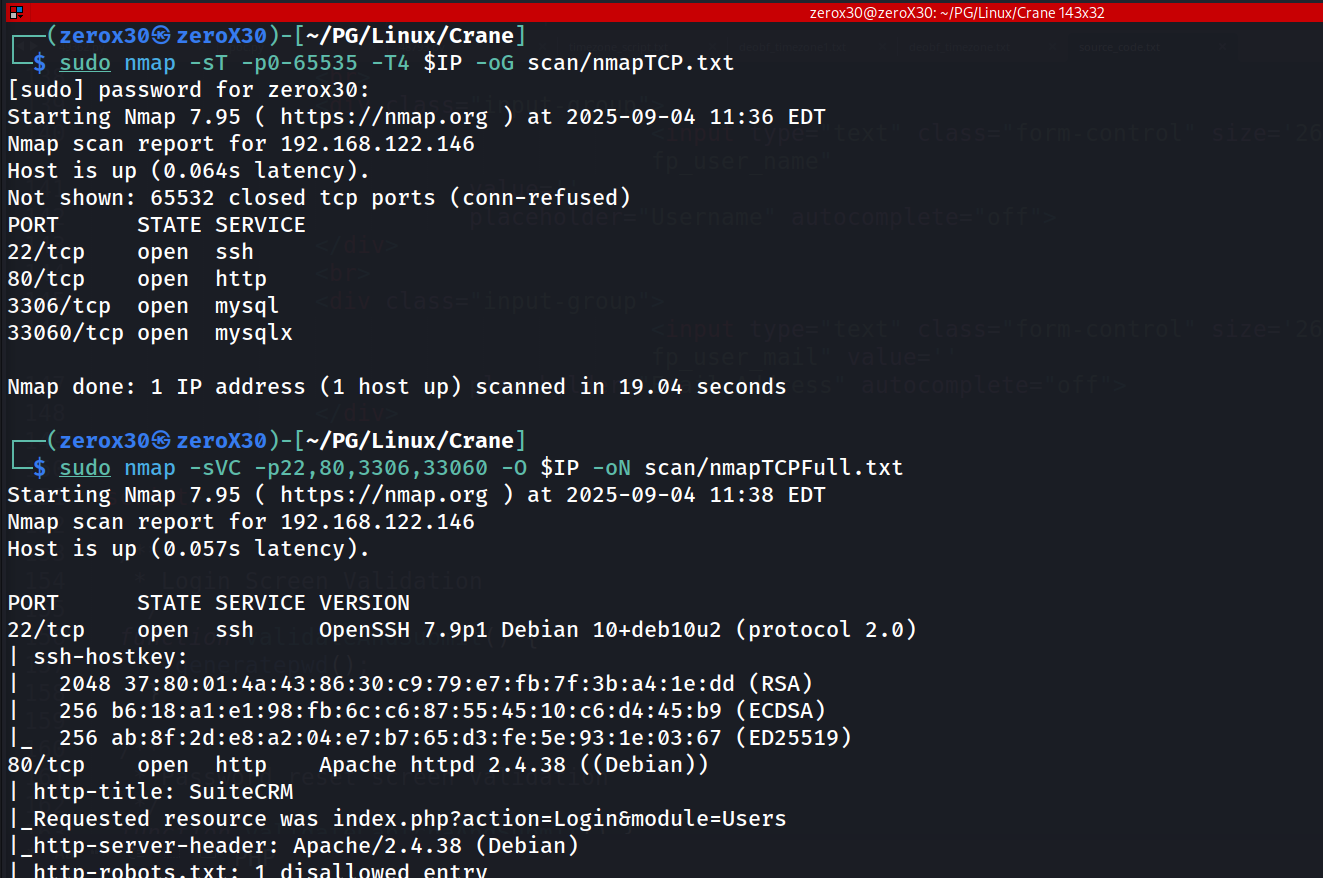 zerox30@zeroX30: ~/PG/Linux/Crane 143x32
┌──(zerox30㉿zeroX30)-[~/PG/Linux/Crane]
└─$ sudo nmap -sT -p0-65535 -T4 $IP -oG scan/nmapTCP.txt
[sudo] password for zerox30:
Starting Nmap 7.95 ( https://nmap.org ) at 2025-09-04 11:36 EDT
Nmap scan report for 192.168.122.146
Host is up (0.064s latency).
Not shown: 65532 closed tcp ports (conn-refused)
PORT      STATE SERVICE
22/tcp    open  ssh
80/tcp    open  http
3306/tcp  open  mysql
33060/tcp open  mysqlx
Nmap done: 1 IP address (1 host up) scanned in 19.04 seconds
┌──(zerox30㉿zeroX30)-[~/PG/Linux/Crane]
└─$ sudo nmap -sVC -p22,80,3306,33060 -O $IP -oN scan/nmapTCPFull.txt
Starting Nmap 7.95 ( https://nmap.org ) at 2025-09-04 11:38 EDT
Nmap scan report for 192.168.122.146
Host is up (0.057s latency).
PORT      STATE SERVICE VERSION
22/tcp    open  ssh     OpenSSH 7.9p1 Debian 10+deb10u2 (protocol 2.0)
| ssh-hostkey:
|   2048 37:80:01:4a:43:86:30:c9:79:e7:fb:7f:3b:a4:1e:dd (RSA)
|   256 b6:18:a1:e1:98:fb:6c:c6:87:55:45:10:c6:d4:45:b9 (ECDSA)
|_  256 ab:8f:2d:e8:a2:04:e7:b7:65:d3:fe:5e:93:1e:03:67 (ED25519)
80/tcp    open  http    Apache httpd 2.4.38 ((Debian))
| http-title: SuiteCRM
|_Requested resource was index.php?action=Login&module=Users
|_http-server-header: Apache/2.4.38 (Debian)
| http-robots.txt: 1 disallowed entry